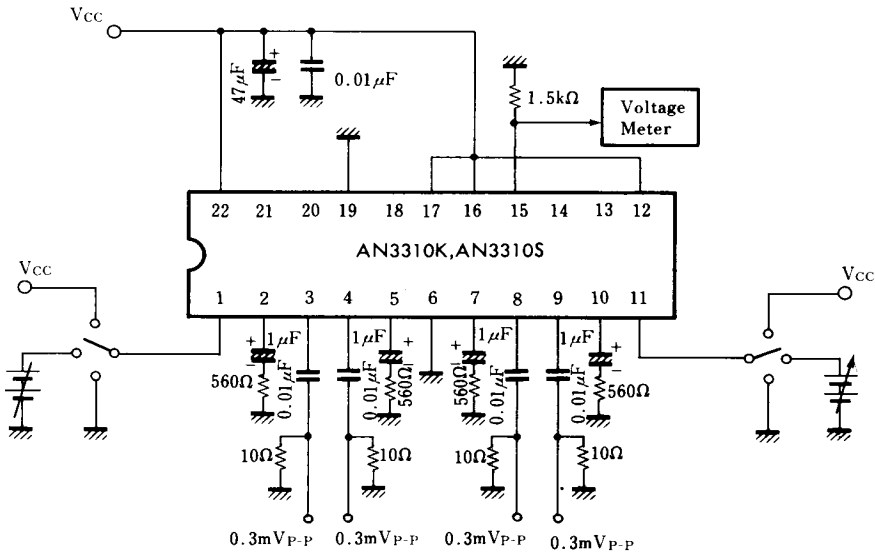 VCC
47µF
+
−
0.01µF
1.5kΩ
Voltage
Meter
22 21 20 19 18 17 16 15 14 13 12
AN3310K,AN3310S
1 2 3 4 5 6 7 8 9 10 11
VCC
VCC
+ 1µF
−
560Ω
0.01µF
1µF +
0.01µF
560Ω
−
+ 1µF
−
560Ω
0.01µF
1µF +
0.01µF
−
560Ω
10Ω
10Ω
10Ω
10Ω
0.3mVP-P
0.3mVP-P
0.3mVP-P
0.3mVP-P